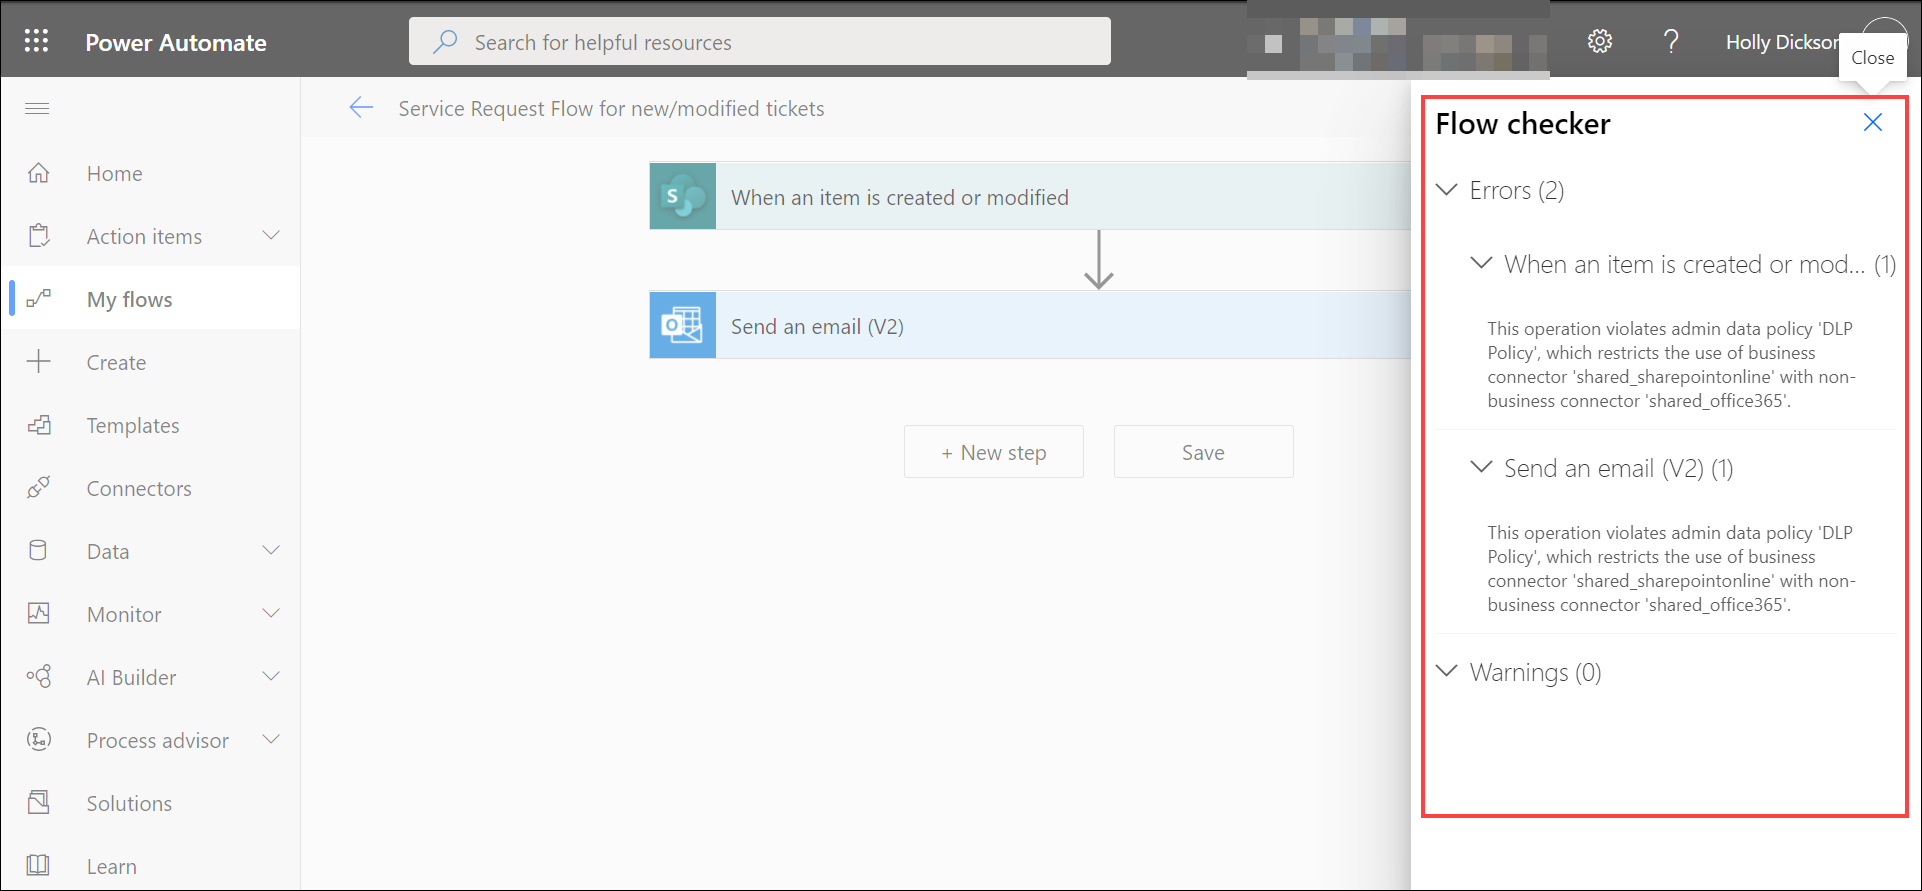 Power Automate
Search for helpful resources
?
Holly Dickson
Close
Service Request Flow for new/modified tickets
Home
Action items
My flows
Create
Templates
Connectors
Data
Monitor
AI Builder
Process advisor
Solutions
Learn
When an item is created or modified
Send an email (V2)
+ New step
Save
Flow checker
Errors (2)
When an item is created or mod... (1)
This operation violates admin data policy 'DLP
Policy', which restricts the use of business
connector 'shared_sharepointonline' with non-
business connector 'shared_office365'.
Send an email (V2) (1)
This operation violates admin data policy 'DLP
Policy', which restricts the use of business
connector 'shared_sharepointonline' with non-
business connector 'shared_office365'.
Warnings (0)